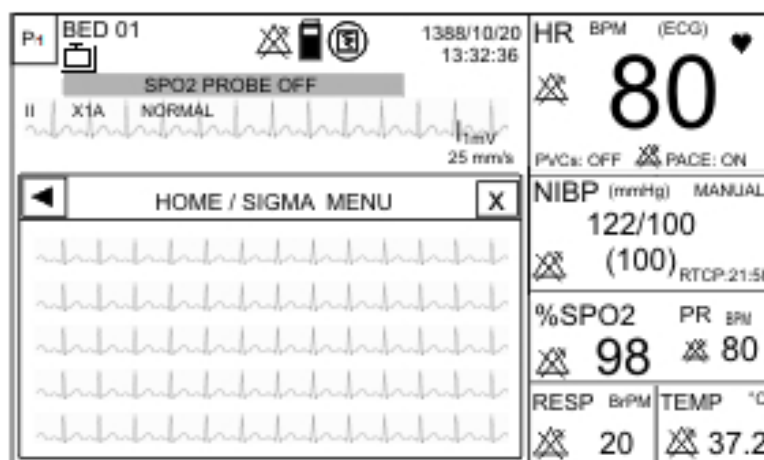 P1
BED 01
1388/10/20
13:32:36
SPO2 PROBE OFF
II X1A NORMAL
1mV
25 mm/s
HOME / SIGMA MENU X
HR BPM (ECG)
80
PVCs: OFF PACE: ON
NIBP (mmHg) MANUAL
122/100
(100)
%SPO2 PR BPM
98 80
RESP BrPM TEMP °C
20 37.2